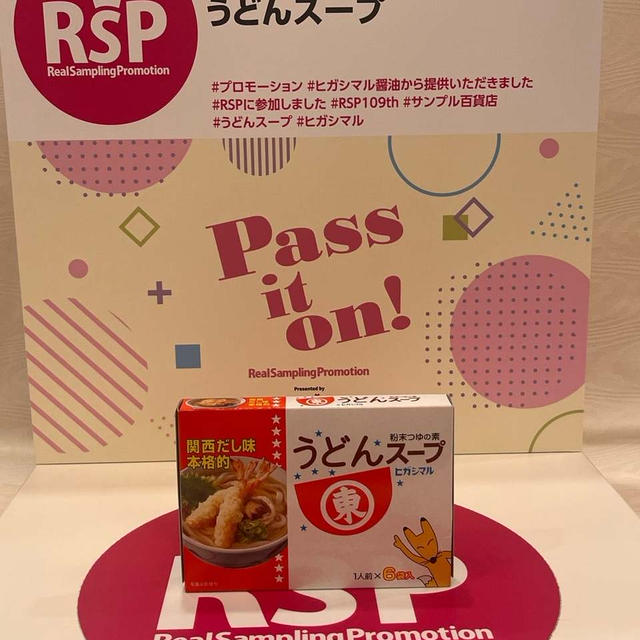 RSP
RealSamplingPromotion
うどんスープ
#プロモーション #ヒガシマル醤油から提供いただきました
#RSPに参加しました #RSP109th #サンプル百貨店
#うどんスープ #ヒガシマル
Pass
it
on!
RealSamplingPromotion
Presented by
東 うどんスープ
関西だし味
本格的
粉末つゆの素
うどんスープ
ヒガシマル
東
1人前×6袋入
RSP
RealSamplingPromotion